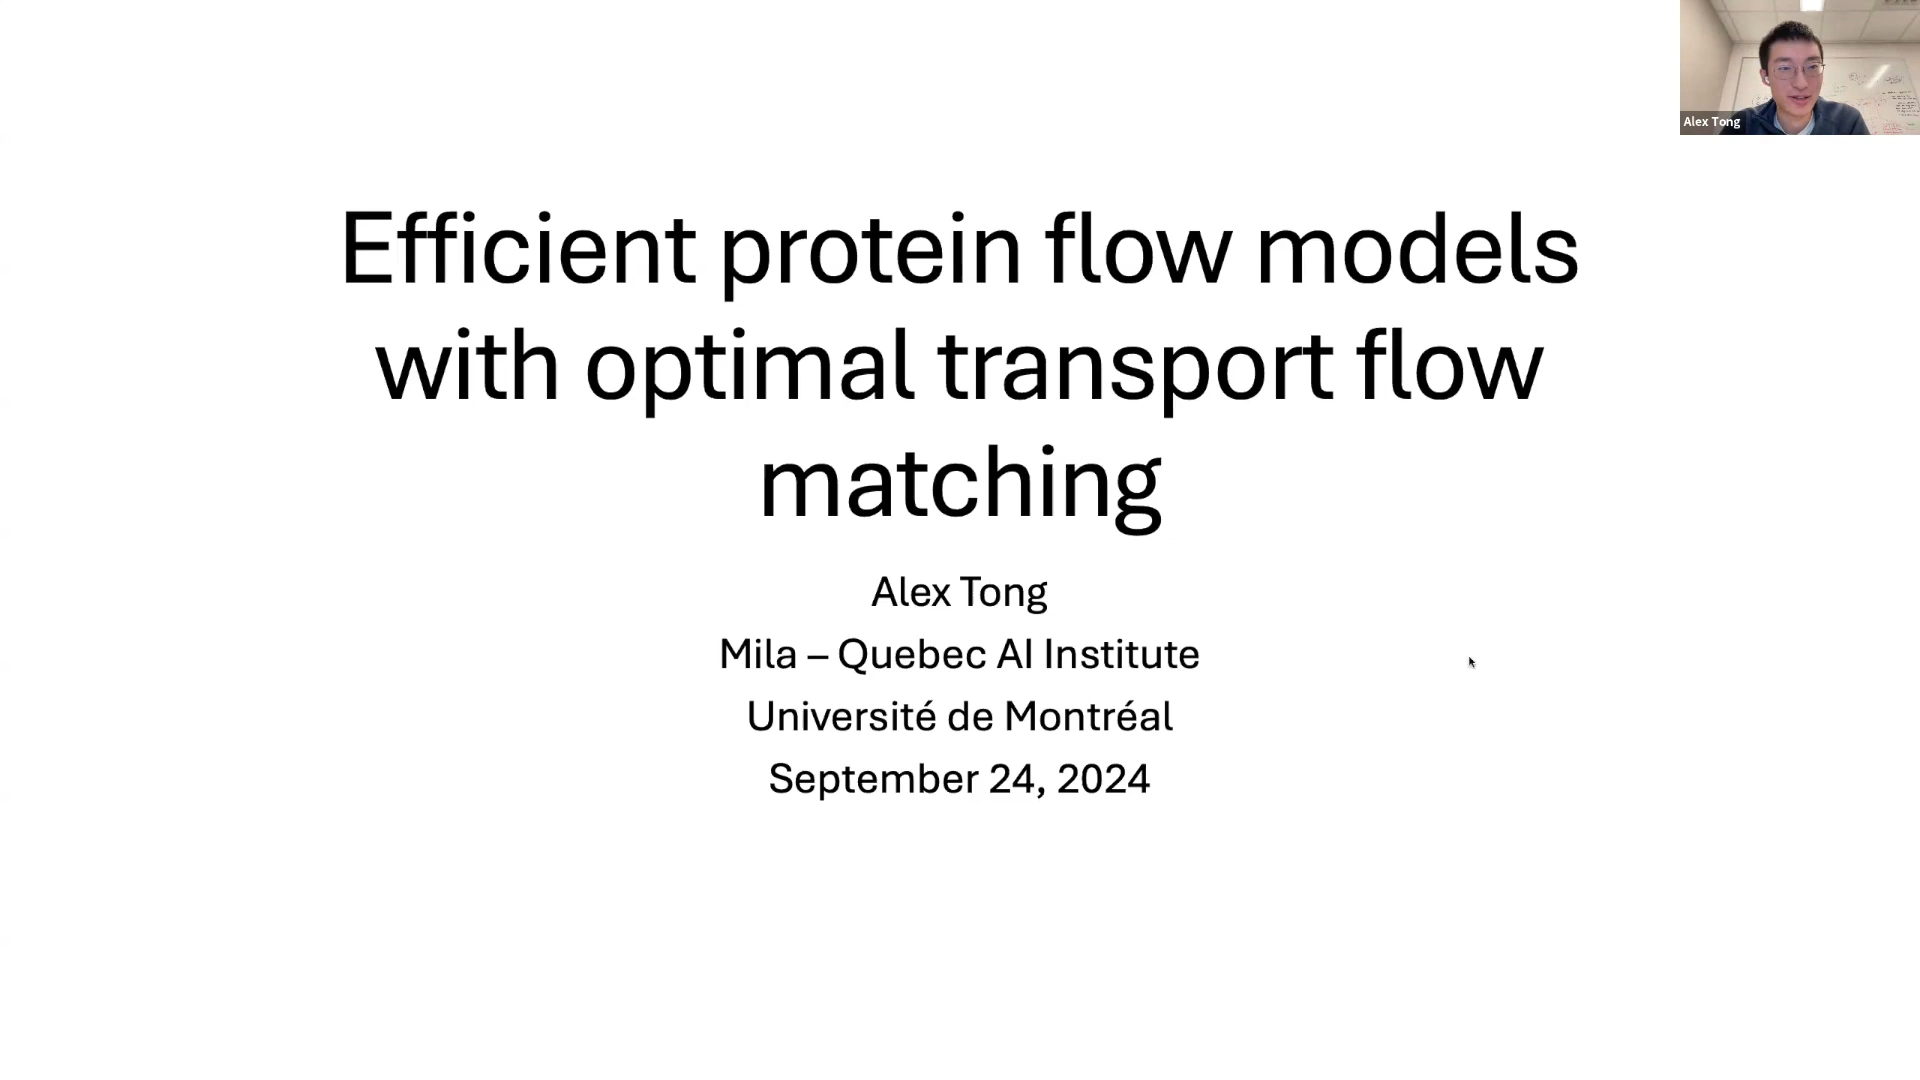 Alex Tong
Efficient protein flow models
with optimal transport flow
matching
Alex Tong
Mila – Quebec AI Institute
Université de Montréal
September 24, 2024